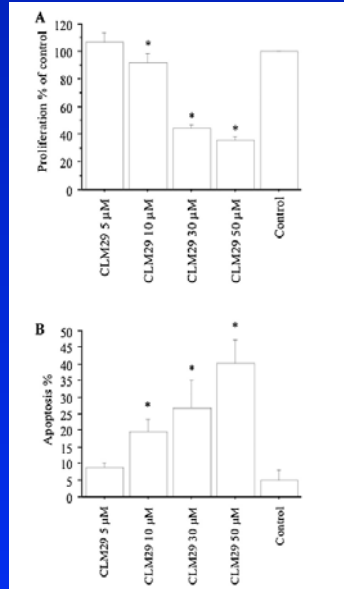 A
Proliferation % of control
120
100
80
60
40
20
0
*
*
*
CLM29 5 µM
CLM29 10 µM
CLM29 30 µM
CLM29 50 µM
Control
B
Apoptosis %
50
45
40
35
30
25
20
15
10
5
0
*
*
*
CLM29 5 µM
CLM29 10 µM
CLM29 30 µM
CLM29 50 µM
Control